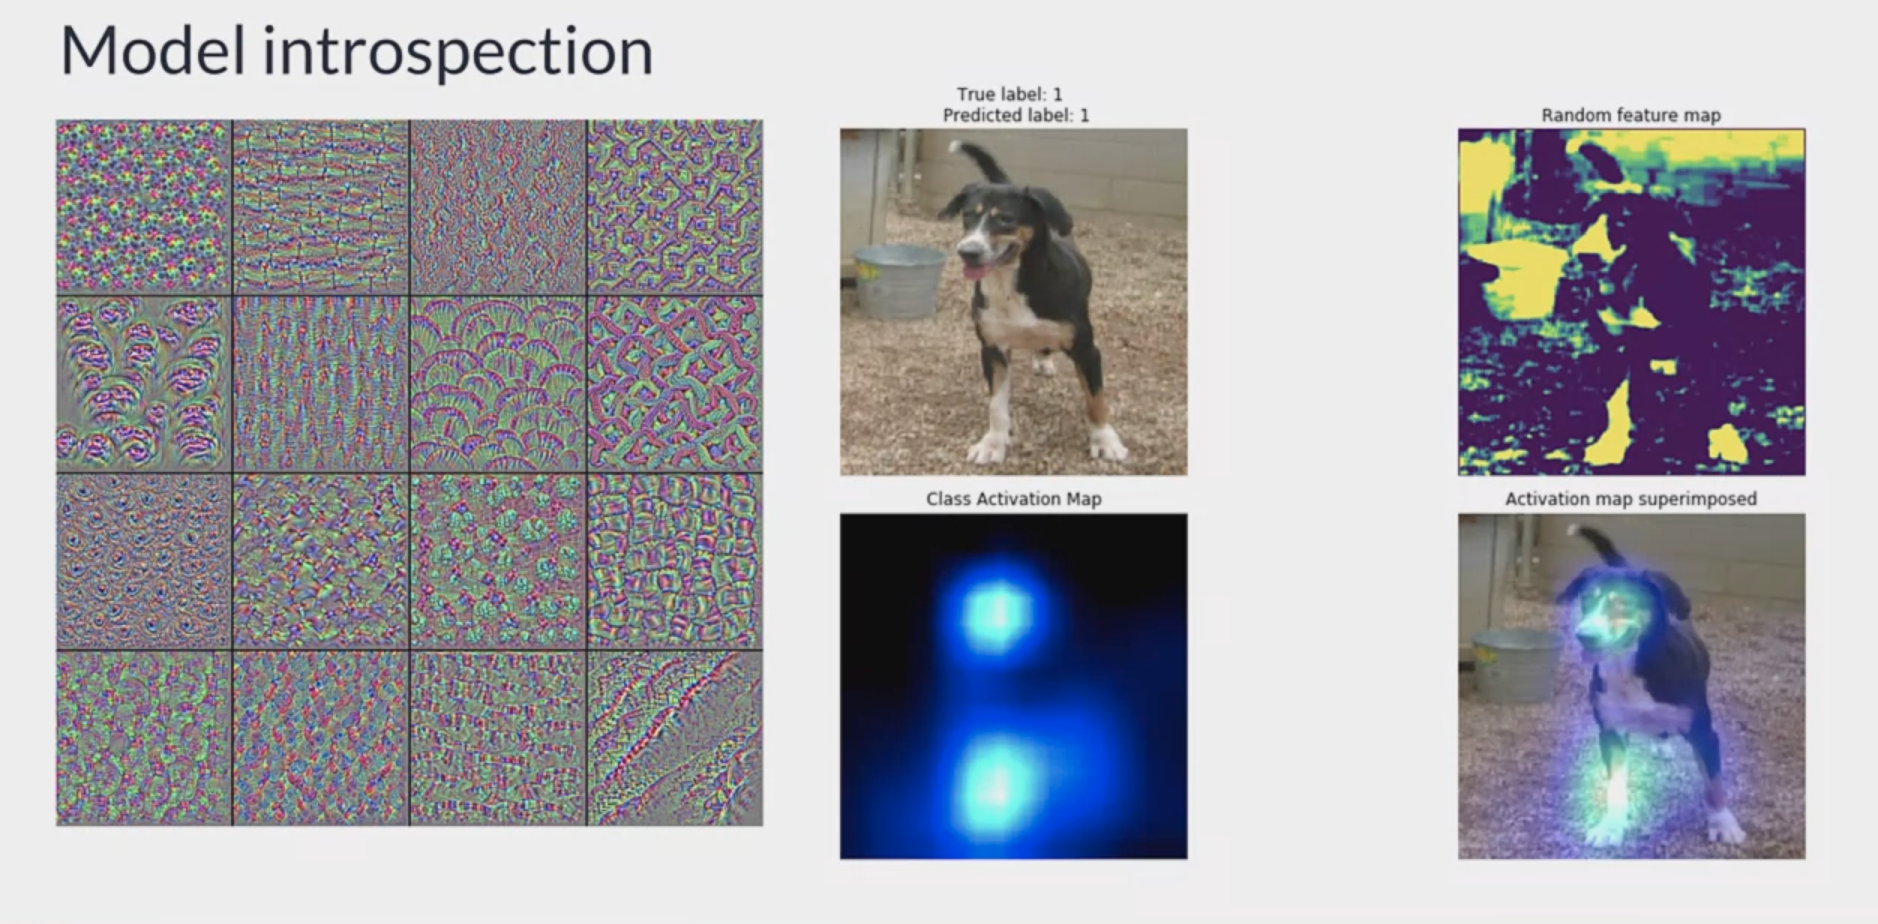 Model introspection
True label: 1
Predicted label: 1
Random feature map
Class Activation Map
Activation map superimposed